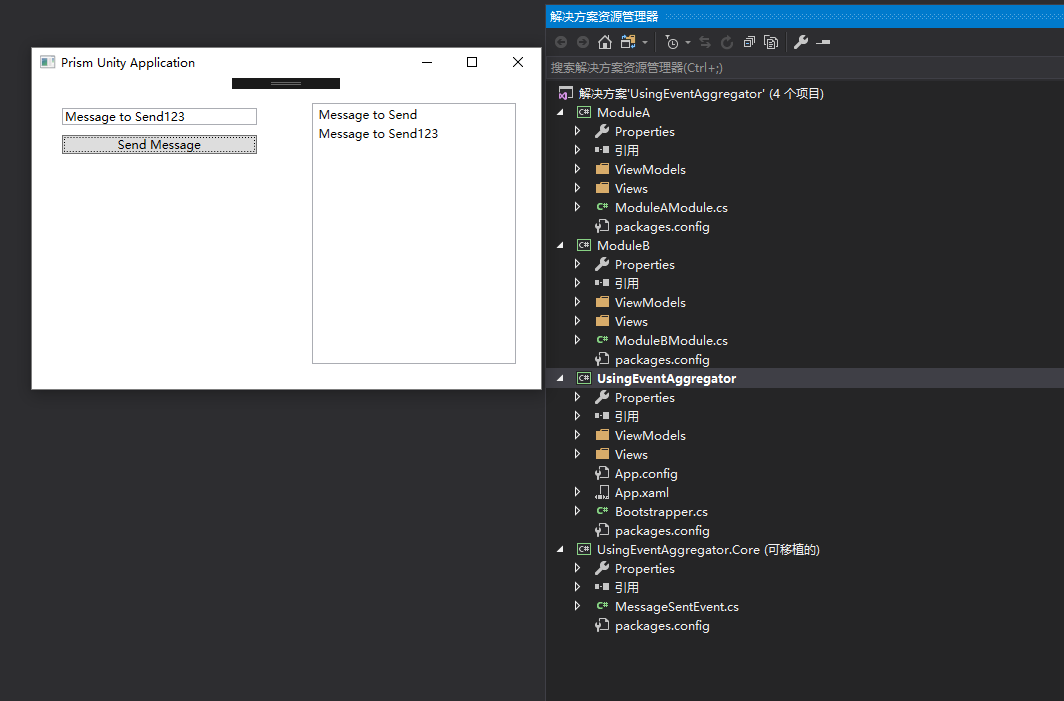 Prism Unity Application
Message to Send123
Send Message
Message to Send
Message to Send123
解决方案资源管理器
搜索解决方案资源管理器(Ctrl+;)
解决方案'UsingEventAggregator' (4 个项目)
C# ModuleA
Properties
引用
ViewModels
Views
C# ModuleAModule.cs
packages.config
C# ModuleB
Properties
引用
ViewModels
Views
C# ModuleBModule.cs
packages.config
C# UsingEventAggregator
Properties
引用
ViewModels
Views
App.config
App.xaml
C# Bootstrapper.cs
packages.config
C# UsingEventAggregator.Core (可移植的)
Properties
引用
C# MessageSentEvent.cs
packages.config